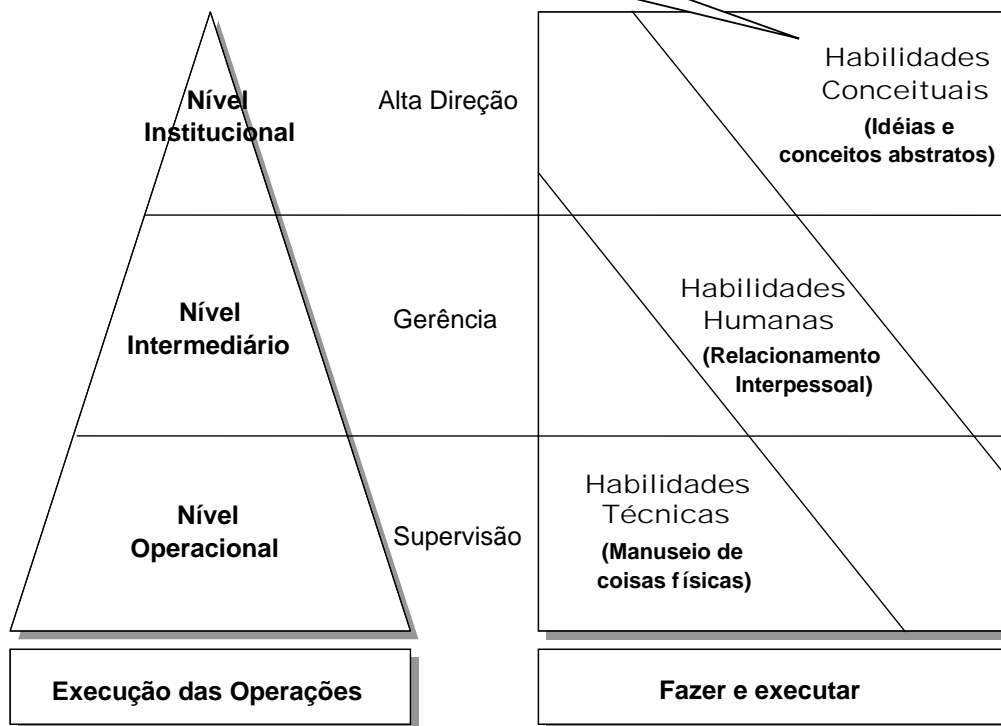 Nível
Institucional
Alta Direção
Habilidades
Conceituais
(Idéias e
conceitos abstratos)
Nível
Intermediário
Gerência
Habilidades
Humanas
(Relacionamento
Interpessoal)
Nível
Operacional
Supervisão
Habilidades
Técnicas
(Manuseio de
coisas físicas)
Execução das Operações
Fazer e executar